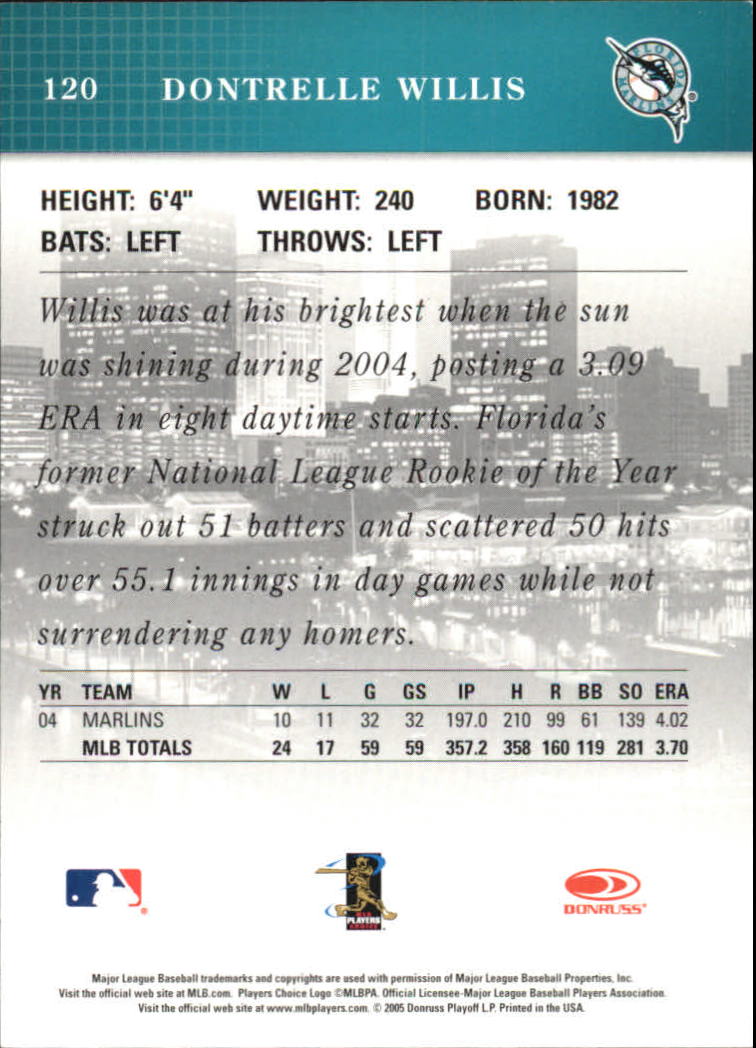 120 DONTRELLE WILLIS
FLORIDA
MARLINS
®
HEIGHT: 6'4" WEIGHT: 240 BORN: 1982
BATS: LEFT THROWS: LEFT
Willis was at his brightest when the sun
was shining during 2004, posting a 3.09
ERA in eight daytime starts. Florida's
former National League Rookie of the Year
struck out 51 batters and scattered 50 hits
over 55.1 innings in day games while not
surrendering any homers.
YR TEAM W L G GS IP H R BB SO ERA
04 MARLINS 10 11 32 32 197.0 210 99 61 139 4.02
MLB TOTALS 24 17 59 59 357.2 358 160 119 281 3.70
PLAYERS
CHOICE
DONRUSS
Major League Baseball trademarks and copyrights are used with permission of Major League Baseball Properties, Inc.
Visit the official web site at MLB.com. Players Choice Logo ©MLBPA. Official Licensee-Major League Baseball Players Association.
Visit the official web site at www.mlbplayers.com. © 2005 Donruss Playoff L.P. Printed in the USA.